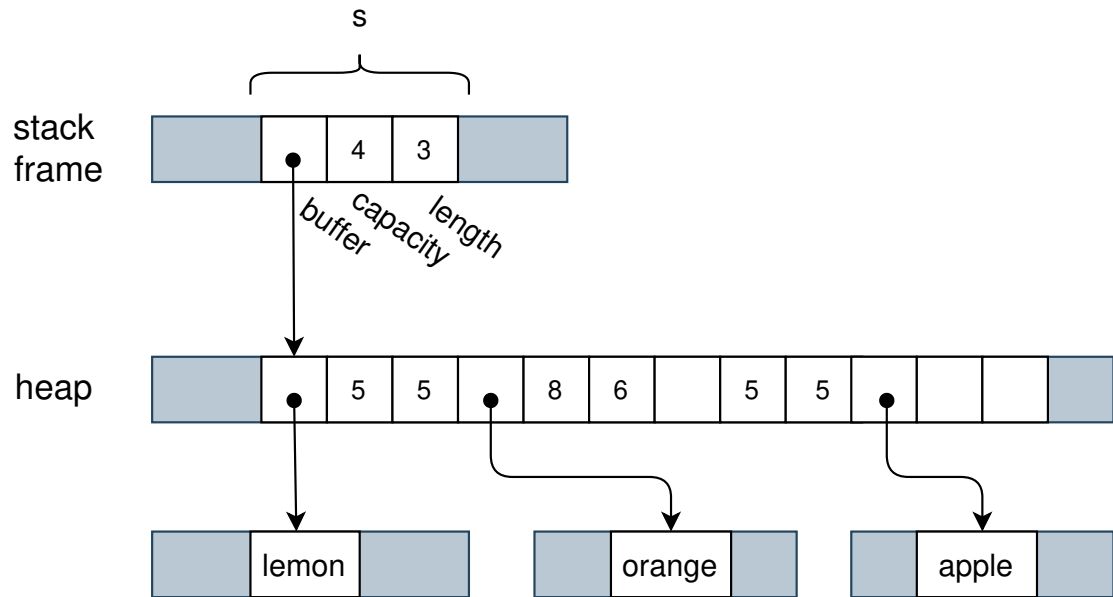 s
stack
frame
4 3
buffer
capacity
length
heap
5 5 8 6 5 5
lemon
orange
apple